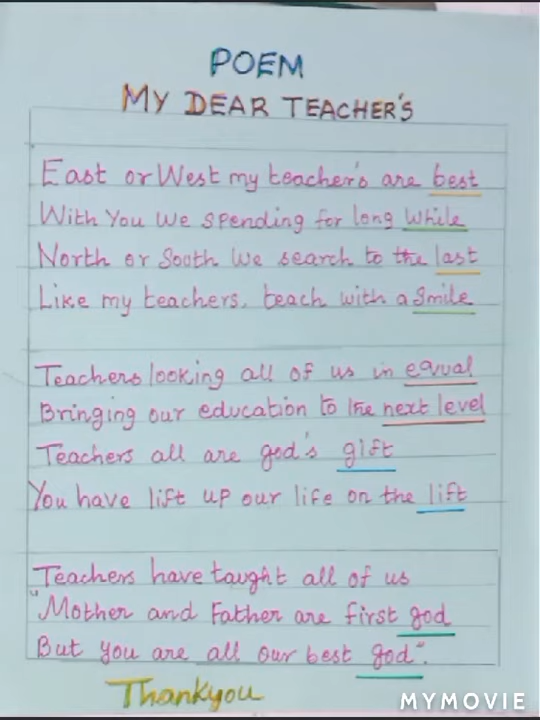 POEM
MY DEAR TEACHER'S
East or West my teacher's are best
With You We spending for long while
North or South We search to the last
Like my teachers, teach with a smile
Teachers looking all of us in equal
Bringing our education to the next level
Teachers all are god's gift
You have lift up our life on the lift
Teachers have taught all of us
"Mother and Father are first god
But you are all our best god".
Thankyou
MYMOVIE